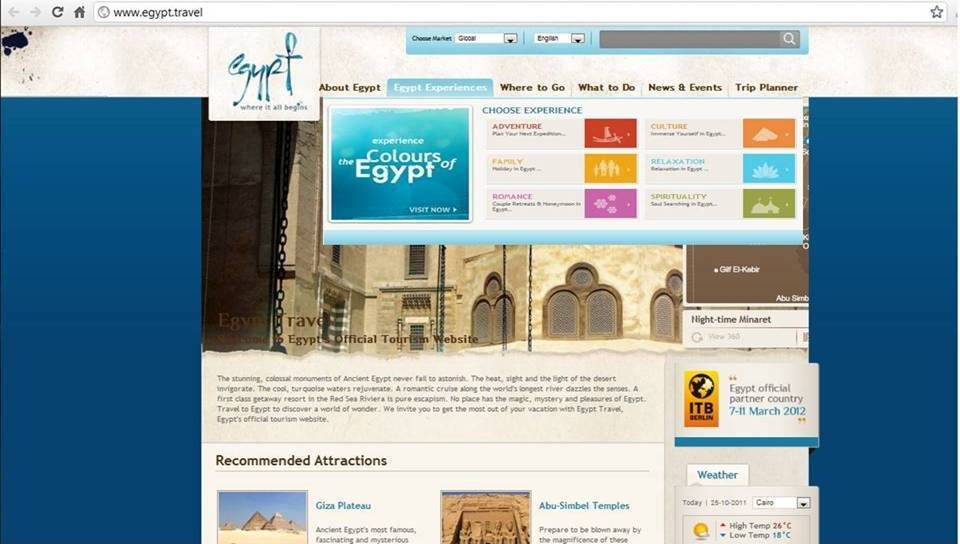 www.egypt.travel
Choose Market Global English
egypt
where it all begins
About Egypt Egypt Experiences Where to Go What to Do News & Events Trip Planner
experience
the Colours of
Egypt
VISIT NOW
CHOOSE EXPERIENCE
ADVENTURE
Plan Your Next Expedition...
CULTURE
Immerse Yourself in Egypt...
FAMILY
Holiday in Egypt ...
RELAXATION
Relaxation in Egypt ...
ROMANCE
Couple Retreats & Honeymoon in
Egypt...
SPIRITUALITY
Soul Searching in Egypt...
Gilf El-Kebir
Abu Simb
Night-time Minaret
View 360
Egypt Travel
Welcome to Egypt's Official Tourism Website
The stunning, colossal monuments of Ancient Egypt never fail to astonish. The heat, sight and the light of the desert
invigorate. The cool, turquoise waters rejuvenate. A romantic cruise along the world's longest river dazzles the senses. A
first class getaway resort in the Red Sea Riviera is pure escapism. No place has the magic, mystery and pleasures of Egypt.
Travel to Egypt to discover a world of wonder. We invite you to get the most out of your vacation with Egypt Travel,
Egypt's official tourism website.
ITB
BERLIN
Egypt official
partner country
7-11 March 2012
Recommended Attractions
Giza Plateau
Ancient Egypt's most famous,
fascinating and mysterious
Abu-Simbel Temples
Prepare to be blown away by
the magnificence of these
Weather
Today | 25-10-2011 Cairo
High Temp 26°C
Low Temp 18°C